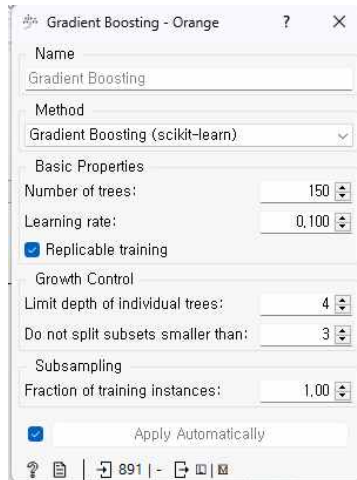 Gradient Boosting - Orange ? ×
Name
Gradient Boosting
Method
Gradient Boosting (scikit-learn)
Basic Properties
Number of trees: 150
Learning rate: 0,100
Replicable training
Growth Control
Limit depth of individual trees: 4
Do not split subsets smaller than: 3
Subsampling
Fraction of training instances: 1,00
Apply Automatically
? 891 | - |